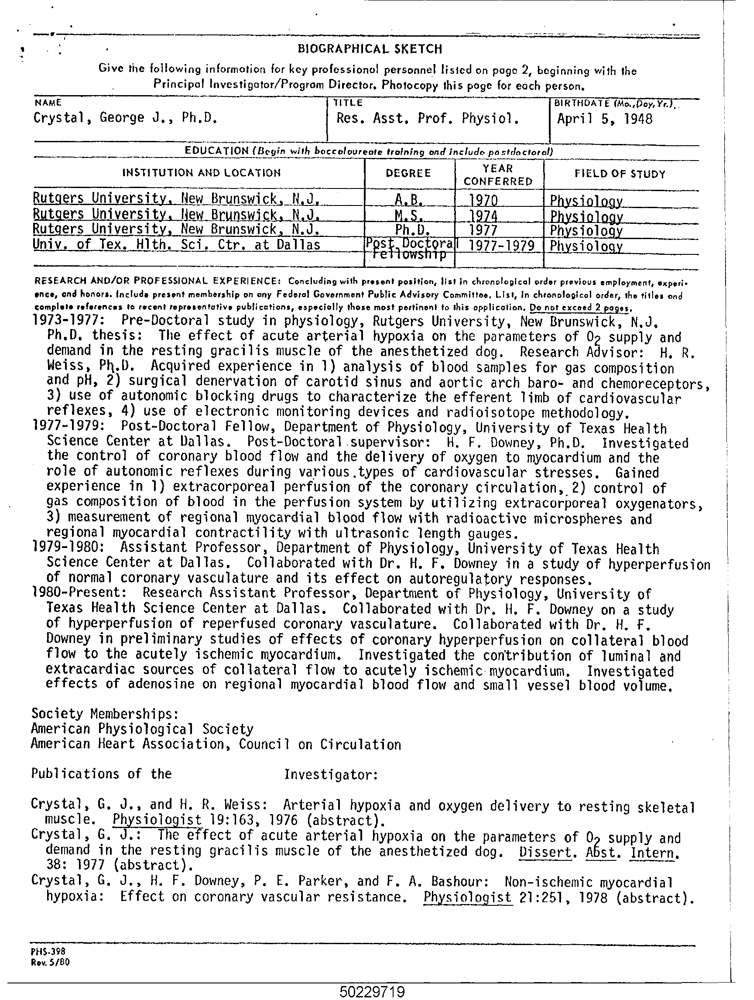 BIOGRAPHICAL SKETCH
Give the following information for key professional personnel listed on page 2, beginning with the
Principal Investigator/Program Director. Photocopy this page for each person.
NAME TITLE BIRTHDATE (Mo., Day, Yr.)
Crystal, George J., Ph.D. Res. Asst. Prof. Physiol. April 5, 1948
EDUCATION (Begin with baccalaureate training and include postdoctoral)
INSTITUTION AND LOCATION DEGREE YEAR CONFERRED FIELD OF STUDY
Rutgers University, New Brunswick, N.J. A.B. 1970 Physiology
Rutgers University, New Brunswick, N.J. M.S. 1974 Physiology
Rutgers University, New Brunswick, N.J. Ph.D. 1977 Physiology
Univ. of Tex. Hlth. Sci. Ctr. at Dallas Post Doctoral Fellowship 1977-1979 Physiology
RESEARCH AND/OR PROFESSIONAL EXPERIENCE: Concluding with present position, list in chronological order previous employment, experi-
ence, and honors. Include present membership on any Federal Government Public Advisory Committee. List, in chronological order, the titles and
complete references to recent representative publications, especially those most pertinent to this application. Do not exceed 2 pages.
1973-1977: Pre-Doctoral study in physiology, Rutgers University, New Brunswick, N.J.
Ph.D. thesis: The effect of acute arterial hypoxia on the parameters of O2 supply and
demand in the resting gracilis muscle of the anesthetized dog. Research Advisor: H. R.
Weiss, Ph.D. Acquired experience in 1) analysis of blood samples for gas composition
and pH, 2) surgical denervation of carotid sinus and aortic arch baro- and chemoreceptors,
3) use of autonomic blocking drugs to characterize the efferent limb of cardiovascular
reflexes, 4) use of electronic monitoring devices and radioisotope methodology.
1977-1979: Post-Doctoral Fellow, Department of Physiology, University of Texas Health
Science Center at Dallas. Post-Doctoral supervisor: H. F. Downey, Ph.D. Investigated
the control of coronary blood flow and the delivery of oxygen to myocardium and the
role of autonomic reflexes during various types of cardiovascular stresses. Gained
experience in 1) extracorporeal perfusion of the coronary circulation, 2) control of
gas composition of blood in the perfusion system by utilizing extracorporeal oxygenators,
3) measurement of regional myocardial blood flow with radioactive microspheres and
regional myocardial contractility with ultrasonic length gauges.
1979-1980: Assistant Professor, Department of Physiology, University of Texas Health
Science Center at Dallas. Collaborated with Dr. H. F. Downey in a study of hyperperfusion
of normal coronary vasculature and its effect on autoregulatory responses.
1980-Present: Research Assistant Professor, Department of Physiology, University of
Texas Health Science Center at Dallas. Collaborated with Dr. H. F. Downey on a study
of hyperperfusion of reperfused coronary vasculature. Collaborated with Dr. H. F.
Downey in preliminary studies of effects of coronary hyperperfusion on collateral blood
flow to the acutely ischemic myocardium. Investigated the contribution of luminal and
extracardiac sources of collateral flow to acutely ischemic myocardium. Investigated
effects of adenosine on regional myocardial blood flow and small vessel blood volume.
Society Memberships:
American Physiological Society
American Heart Association, Council on Circulation
Publications of the Investigator:
Crystal, G. J., and H. R. Weiss: Arterial hypoxia and oxygen delivery to resting skeletal
muscle. Physiologist 19:163, 1976 (abstract).
Crystal, G. J.: The effect of acute arterial hypoxia on the parameters of O2 supply and
demand in the resting gracilis muscle of the anesthetized dog. Dissert. Abst. Intern.
38: 1977 (abstract).
Crystal, G. J., H. F. Downey, P. E. Parker, and F. A. Bashour: Non-ischemic myocardial
hypoxia: Effect on coronary vascular resistance. Physiologist 21:251, 1978 (abstract).
PHS-398
Rev. 5/80
50229719